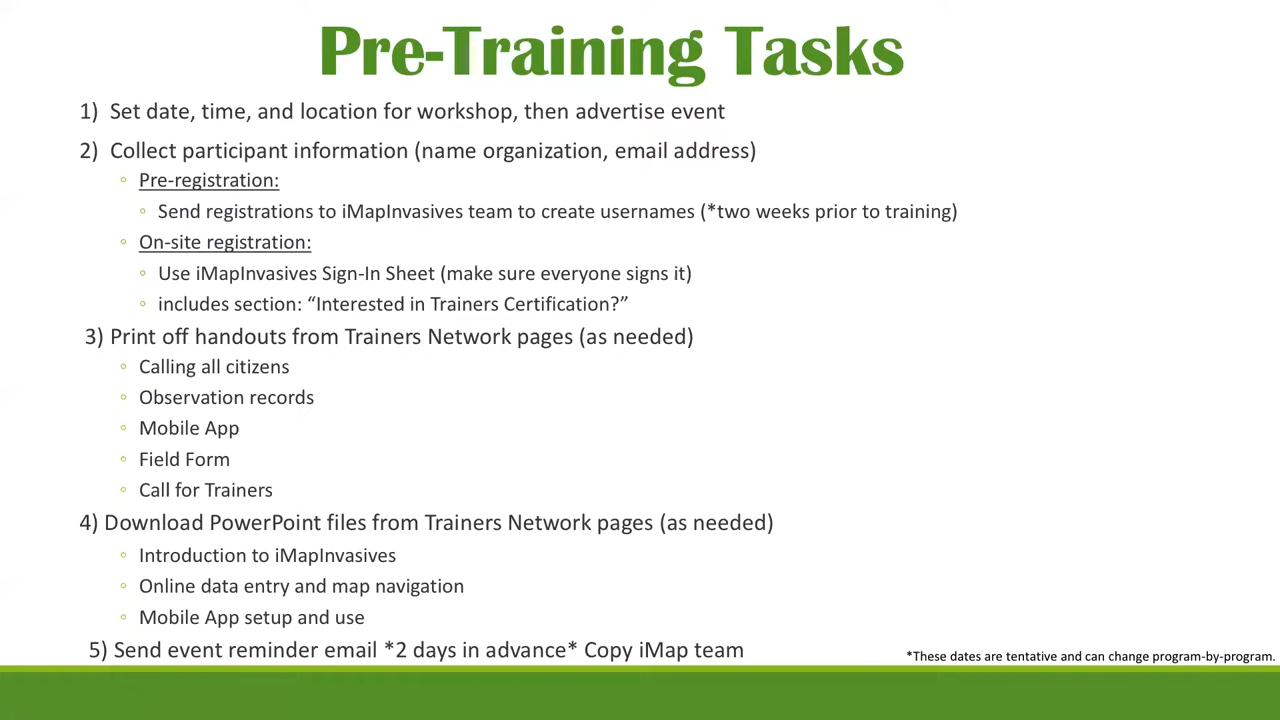 Pre-Training Tasks
1) Set date, time, and location for workshop, then advertise event
2) Collect participant information (name organization, email address)
◦ Pre-registration:
◦ Send registrations to iMapInvasives team to create usernames (*two weeks prior to training)
◦ On-site registration:
◦ Use iMapInvasives Sign-In Sheet (make sure everyone signs it)
◦ includes section: “Interested in Trainers Certification?”
3) Print off handouts from Trainers Network pages (as needed)
◦ Calling all citizens
◦ Observation records
◦ Mobile App
◦ Field Form
◦ Call for Trainers
4) Download PowerPoint files from Trainers Network pages (as needed)
◦ Introduction to iMapInvasives
◦ Online data entry and map navigation
◦ Mobile App setup and use
5) Send event reminder email *2 days in advance* Copy iMap team
*These dates are tentative and can change program-by-program.